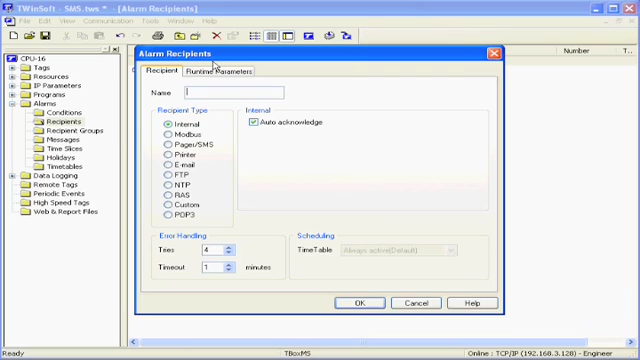 TWinSoft - SMS.tws * - [Alarm Recipients]
File Edit View Communication Tools Window Help
Number T..
CPU-16
Tags
Resources
IP Parameters
Programs
Alarms
Conditions
Recipients
Recipient Groups
Messages
Time Slices
Holidays
Timetables
Data Logging
Remote Tags
Periodic Events
High Speed Tags
Web & Report Files
Alarm Recipients
Recipient Runtime Parameters
Name
Recipient Type
Internal
Modbus
Pager/SMS
Printer
E-mail
FTP
NTP
RAS
Custom
POP3
Internal
Auto acknowledge
Error Handling
Tries 4
Timeout 1 minutes
Scheduling
TimeTable Always active(Default)
OK Cancel Help
Ready TBoxMS Online : TCP/IP (192.168.3.128) - Engineer